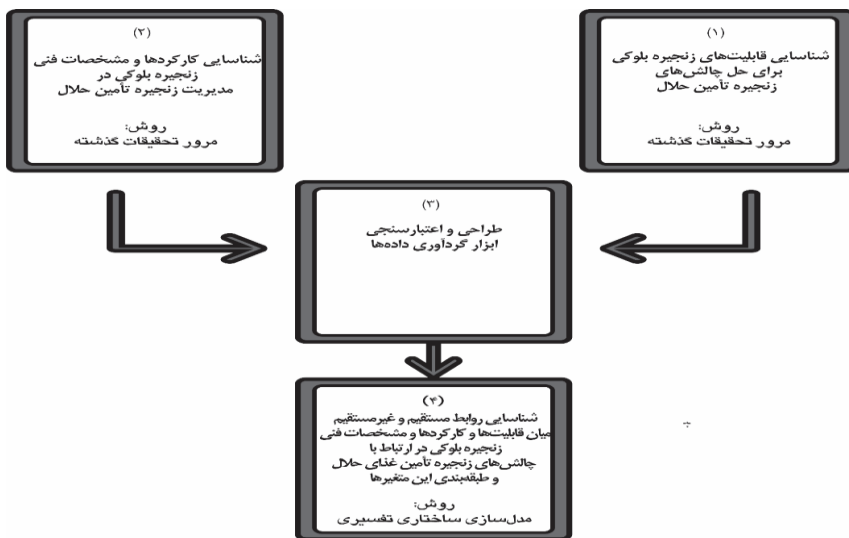 (۱)
شناسایی قابلیت‌های زنجیره بلوکی
برای حل چالش‌های
زنجیره تأمین حلال
روش:
مرور تحقیقات گذشته
(۲)
شناسایی کارکردها و مشخصات فنی
زنجیره بلوکی در
مدیریت زنجیره تأمین حلال
روش:
مرور تحقیقات گذشته
(۳)
طراحی و اعتبارسنجی
ابزار گردآوری داده‌ها
(۴)
شناسایی روابط مستقیم و غیرمستقیم
میان قابلیت‌ها و کارکردها و مشخصات فنی
زنجیره بلوکی در ارتباط با
چالش‌های زنجیره تأمین غذای حلال
و طبقه‌بندی این متغیرها
روش:
مدل‌سازی ساختاری تفسیری